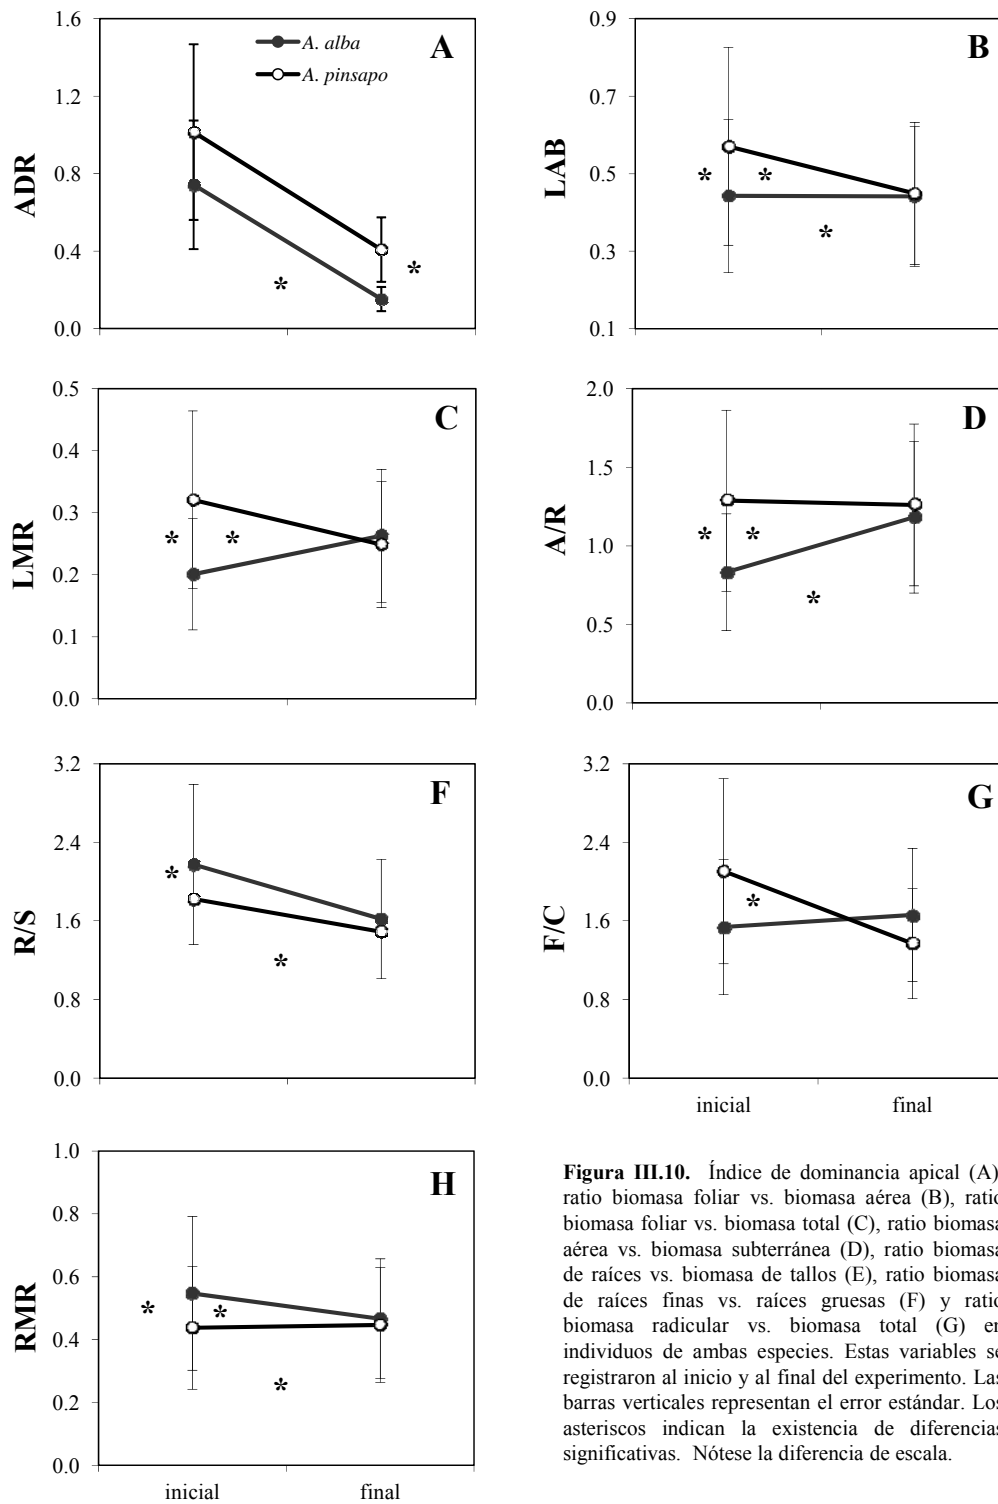 A
A. alba
A. pinsapo
ADR
1.6
1.2
0.8
0.4
0.0
*
*
B
LAB
0.9
0.7
0.5
0.3
0.1
* *
*
C
LMR
0.5
0.4
0.3
0.2
0.1
0.0
* *
D
A/R
2.0
1.5
1.0
0.5
0.0
* *
*
F
R/S
3.2
2.4
1.6
0.8
0.0
*
*
G
F/C
3.2
2.4
1.6
0.8
0.0
*
inicial final
H
RMR
1.0
0.8
0.6
0.4
0.2
0.0
* *
*
inicial final
Figura III.10. Índice de dominancia apical (A)
ratio biomasa foliar vs. biomasa aérea (B), ratio
biomasa foliar vs. biomasa total (C), ratio biomasa
aérea vs. biomasa subterránea (D), ratio biomasa
de raíces vs. biomasa de tallos (E), ratio biomasa
de raíces finas vs. raíces gruesas (F) y ratio
biomasa radicular vs. biomasa total (G) en
individuos de ambas especies. Estas variables se
registraron al inicio y al final del experimento. Las
barras verticales representan el error estándar. Los
asteriscos indican la existencia de diferencias
significativas. Nótese la diferencia de escala.